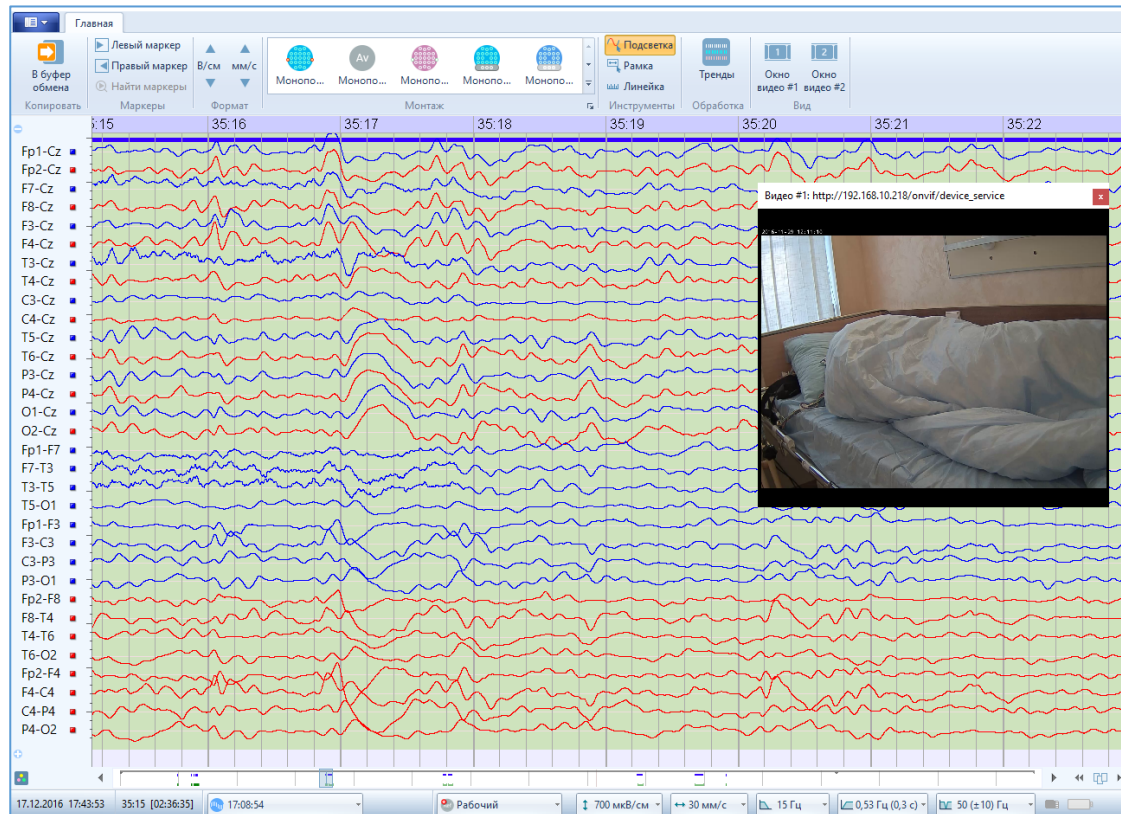 Главная
В буфер обмена
Левый маркер
Правый маркер
Найти маркеры
В/см мм/с
Монопо... Монопо... Монопо... Монопо... Монопо...
Подсветка
Рамка
Линейка
Тренды
Окно видео #1
Окно видео #2
Копировать Маркеры Формат Монтаж Инструменты Обработка Вид
35:16 35:17 35:18 35:19 35:20 35:21 35:22
Fp1-Cz
Fp2-Cz
F7-Cz
F8-Cz
F3-Cz
F4-Cz
T3-Cz
T4-Cz
C3-Cz
C4-Cz
T5-Cz
T6-Cz
P3-Cz
P4-Cz
O1-Cz
O2-Cz
Fp1-F7
F7-T3
T3-T5
T5-O1
Fp1-F3
F3-C3
C3-P3
P3-O1
Fp2-F8
F8-T4
T4-T6
T6-O2
Fp2-F4
F4-C4
C4-P4
P4-O2
Видео #1: http://192.168.10.218/onvif/device_service
17.12.2016 17:43:53 35:15 [02:36:35] 17:08:54 Рабочий 700 мкВ/см 30 мм/с 15 Гц 0,53 Гц (0,3 с) 50 (±10) Гц